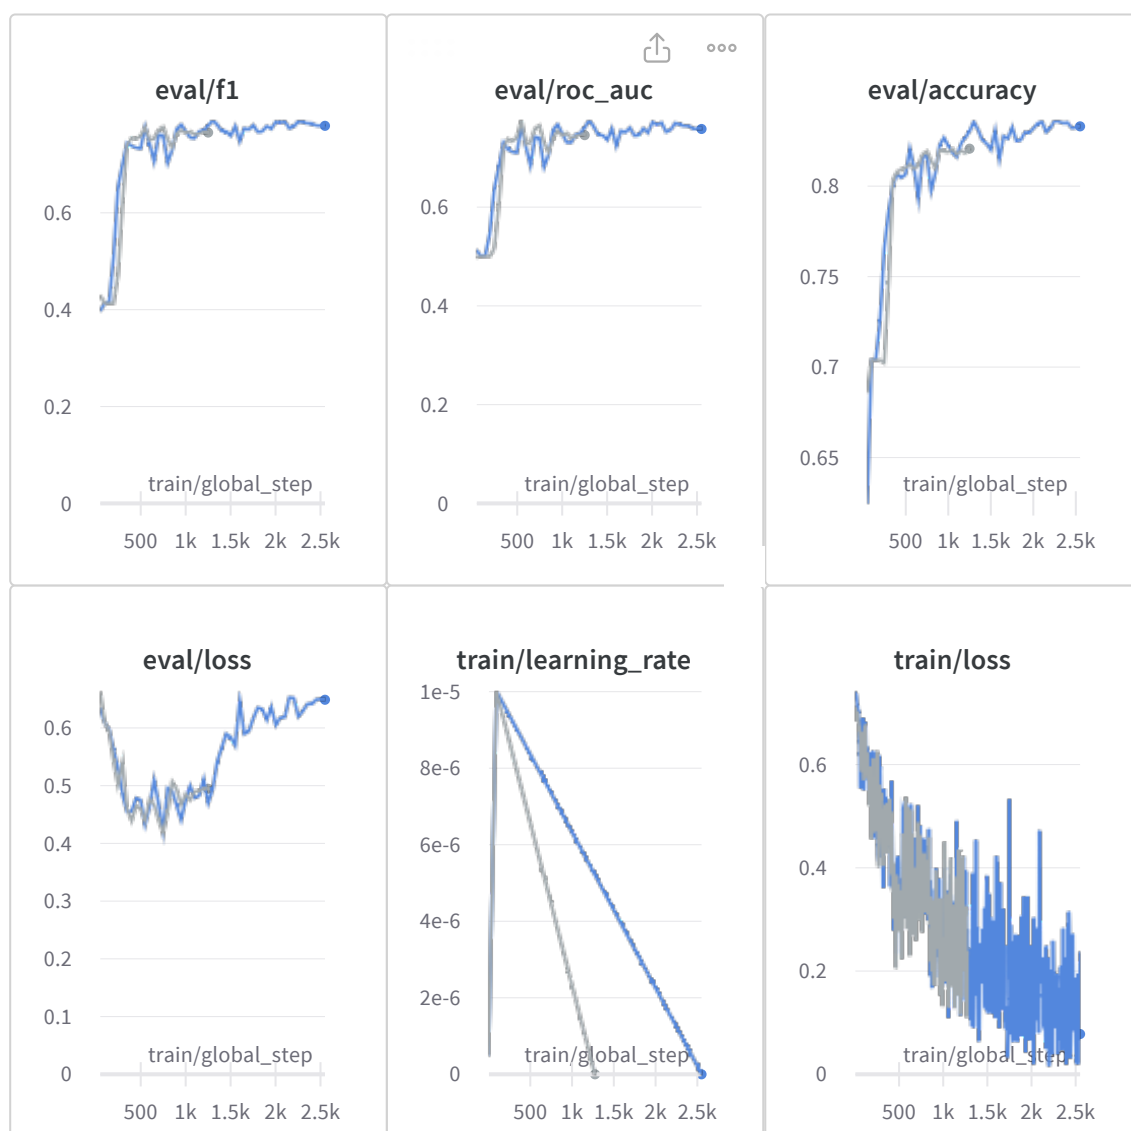 eval/f1
0.6
0.4
0.2
0
train/global_step
500 1k 1.5k 2k 2.5k
eval/roc_auc
0.6
0.4
0.2
0
train/global_step
500 1k 1.5k 2k 2.5k
eval/accuracy
0.8
0.75
0.7
0.65
train/global_step
500 1k 1.5k 2k 2.5k
eval/loss
0.6
0.5
0.4
0.3
0.2
0.1
0
train/global_step
500 1k 1.5k 2k 2.5k
train/learning_rate
1e-5
8e-6
6e-6
4e-6
2e-6
0
train/global_step
500 1k 1.5k 2k 2.5k
train/loss
0.6
0.4
0.2
0
train/global_step
500 1k 1.5k 2k 2.5k